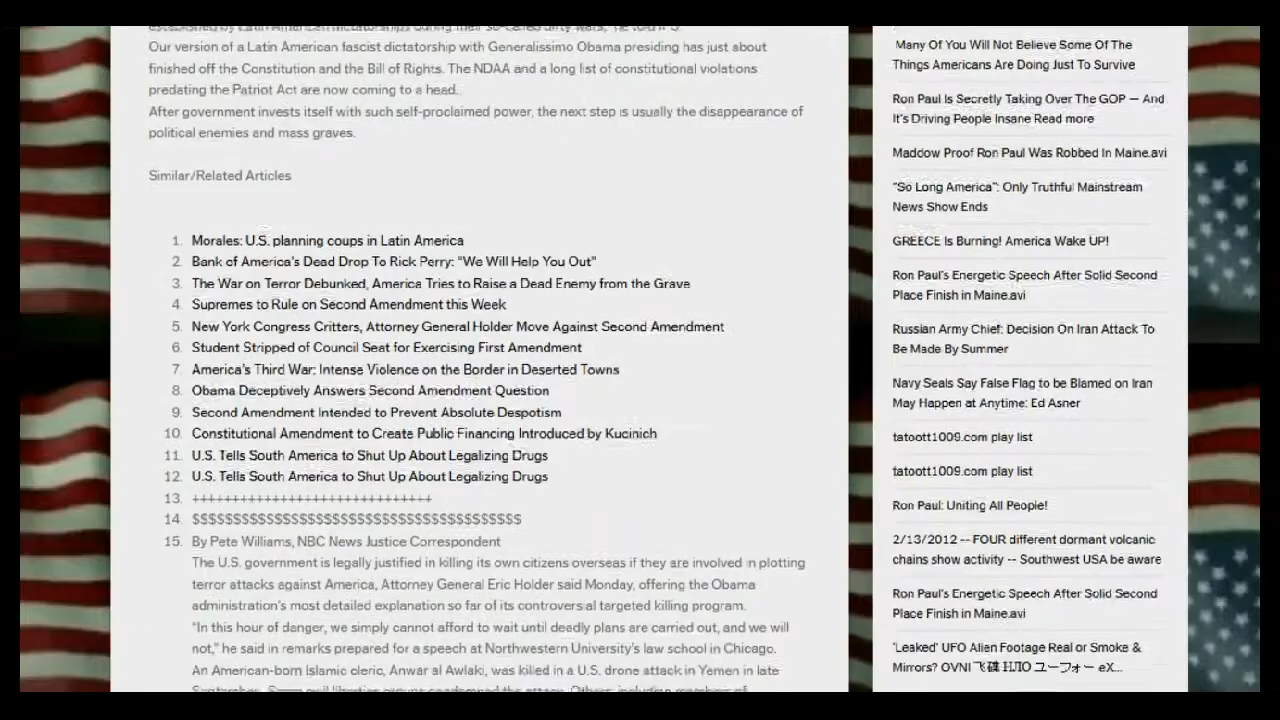 Our version of a Latin American fascist dictatorship with Generalissimo Obama presiding has just about
finished off the Constitution and the Bill of Rights. The NDAA and a long list of constitutional violations
predating the Patriot Act are now coming to a head.
After government invests itself with such self-proclaimed power, the next step is usually the disappearance of
political enemies and mass graves.
Similar/Related Articles
1. Morales: U.S. planning coups in Latin America
2. Bank of America's Dead Drop To Rick Perry: "We Will Help You Out"
3. The War on Terror Debunked, America Tries to Raise a Dead Enemy from the Grave
4. Supremes to Rule on Second Amendment this Week
5. New York Congress Critters, Attorney General Holder Move Against Second Amendment
6. Student Stripped of Council Seat for Exercising First Amendment
7. America's Third War: Intense Violence on the Border in Deserted Towns
8. Obama Deceptively Answers Second Amendment Question
9. Second Amendment Intended to Prevent Absolute Despotism
10. Constitutional Amendment to Create Public Financing Introduced by Kucinich
11. U.S. Tells South America to Shut Up About Legalizing Drugs
12. U.S. Tells South America to Shut Up About Legalizing Drugs
13. ++++++++++++++++++++++++++++++
14. $$$$$$$$$$$$$$$$$$$$$$$$$$$$$$$$$$$$$$$$
15. By Pete Williams, NBC News Justice Correspondent
The U.S. government is legally justified in killing its own citizens overseas if they are involved in plotting
terror attacks against America, Attorney General Eric Holder said Monday, offering the Obama
administration's most detailed explanation so far of its controversial targeted killing program.
"In this hour of danger, we simply cannot afford to wait until deadly plans are carried out, and we will
not," he said in remarks prepared for a speech at Northwestern University's law school in Chicago.
An American-born Islamic cleric, Anwar al Awlaki, was killed in a U.S. drone attack in Yemen in late
Many Of You Will Not Believe Some Of The
Things Americans Are Doing Just To Survive
Ron Paul Is Secretly Taking Over The GOP — And
It's Driving People Insane Read more
Maddow Proof Ron Paul Was Robbed In Maine.avi
"So Long America": Only Truthful Mainstream
News Show Ends
GREECE Is Burning! America Wake UP!
Ron Paul's Energetic Speech After Solid Second
Place Finish in Maine.avi
Russian Army Chief: Decision On Iran Attack To
Be Made By Summer
Navy Seals Say False Flag to be Blamed on Iran
May Happen at Anytime: Ed Asner
tatoott1009.com play list
tatoott1009.com play list
Ron Paul: Uniting All People!
2/13/2012 -- FOUR different dormant volcanic
chains show activity -- Southwest USA be aware
Ron Paul's Energetic Speech After Solid Second
Place Finish in Maine.avi
'Leaked' UFO Alien Footage Real or Smoke &
Mirrors? OVNI 飞碟 НЛО ユーフォー eX...